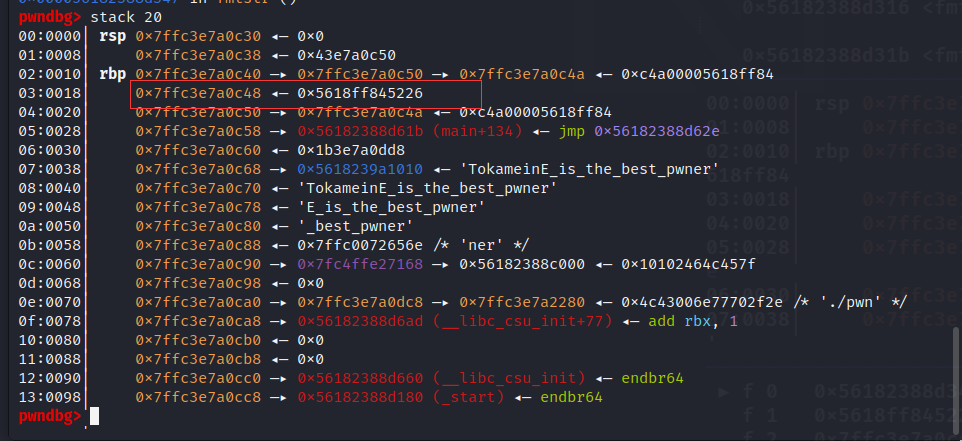 pwndbg> stack 20
00:0000│ rsp 0×7ffc3e7a0c30 ◂— 0×0
01:0008│     0×7ffc3e7a0c38 ◂— 0×43e7a0c50
02:0010│ rbp 0×7ffc3e7a0c40 —▸ 0×7ffc3e7a0c50 —▸ 0×7ffc3e7a0c4a ◂— 0×c4a00005618ff84
03:0018│     0×7ffc3e7a0c48 ◂— 0×5618ff845226
04:0020│     0×7ffc3e7a0c50 —▸ 0×7ffc3e7a0c4a ◂— 0×c4a00005618ff84
05:0028│     0×7ffc3e7a0c58 —▸ 0×56182388d61b (main+134) ◂— jmp 0×56182388d62e
06:0030│     0×7ffc3e7a0c60 ◂— 0×1b3e7a0dd8
07:0038│     0×7ffc3e7a0c68 —▸ 0×5618239a1010 ◂— 'TokameinE_is_the_best_pwner'
08:0040│     0×7ffc3e7a0c70 ◂— 'TokameinE_is_the_best_pwner'
09:0048│     0×7ffc3e7a0c78 ◂— 'E_is_the_best_pwner'
0a:0050│     0×7ffc3e7a0c80 ◂— '_best_pwner'
0b:0058│     0×7ffc3e7a0c88 ◂— 0×7ffc0072656e /* 'ner' */
0c:0060│     0×7ffc3e7a0c90 —▸ 0×7fc4ffe27168 —▸ 0×56182388c000 ◂— 0×10102464c457f
0d:0068│     0×7ffc3e7a0c98 ◂— 0×0
0e:0070│     0×7ffc3e7a0ca0 —▸ 0×7ffc3e7a0dc8 —▸ 0×7ffc3e7a2280 ◂— 0×4c43006e77702f2e /* './pwn' */
0f:0078│     0×7ffc3e7a0ca8 —▸ 0×56182388d6ad (__libc_csu_init+77) ◂— add rbx, 1
10:0080│     0×7ffc3e7a0cb0 ◂— 0×0
11:0088│     0×7ffc3e7a0cb8 ◂— 0×0
12:0090│     0×7ffc3e7a0cc0 —▸ 0×56182388d660 (__libc_csu_init) ◂— endbr64
13:0098│     0×7ffc3e7a0cc8 —▸ 0×56182388d180 (_start) ◂— endbr64
pwndbg>